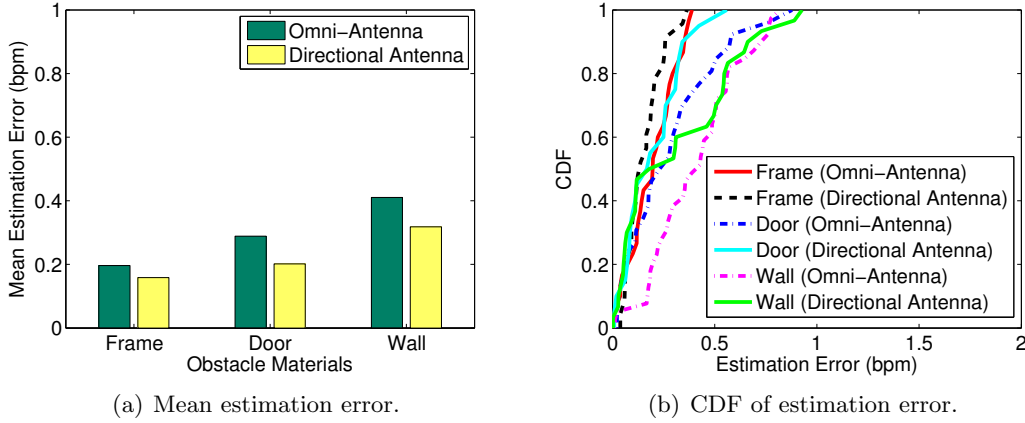 Mean Estimation Error (bpm)
1
0.8
0.6
0.4
0.2
0
Omni−Antenna
Directional Antenna
Frame Door Wall
Obstacle Materials
(a) Mean estimation error.
CDF
1
0.8
0.6
0.4
0.2
0
Frame (Omni−Antenna)
Frame (Directional Antenna)
Door (Omni−Antenna)
Door (Directional Antenna)
Wall (Omni−Antenna)
Wall (Directional Antenna)
0 0.5 1 1.5 2
Estimation Error (bpm)
(b) CDF of estimation error.